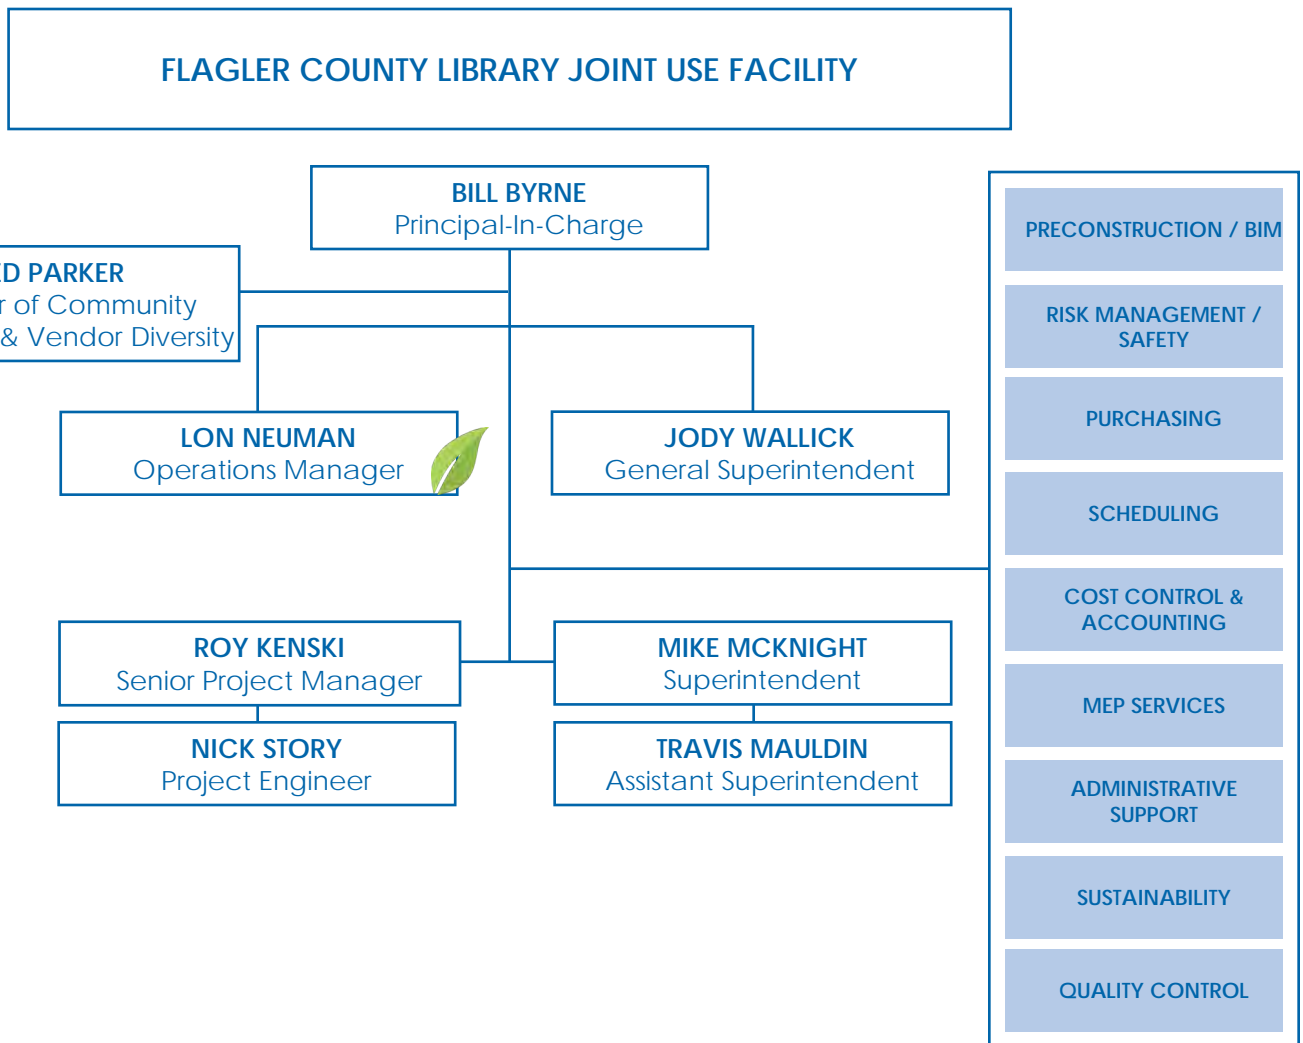 FLAGLER COUNTY LIBRARY JOINT USE FACILITY
BILL BYRNE
Principal-In-Charge
PARKER
of Community
& Vendor Diversity
LON NEUMAN
Operations Manager
JODY WALLICK
General Superintendent
ROY KENSKI
Senior Project Manager
MIKE MCKNIGHT
Superintendent
NICK STORY
Project Engineer
TRAVIS MAULDIN
Assistant Superintendent
PRECONSTRUCTION / BIM
RISK MANAGEMENT /
SAFETY
PURCHASING
SCHEDULING
COST CONTROL &
ACCOUNTING
MEP SERVICES
ADMINISTRATIVE
SUPPORT
SUSTAINABILITY
QUALITY CONTROL